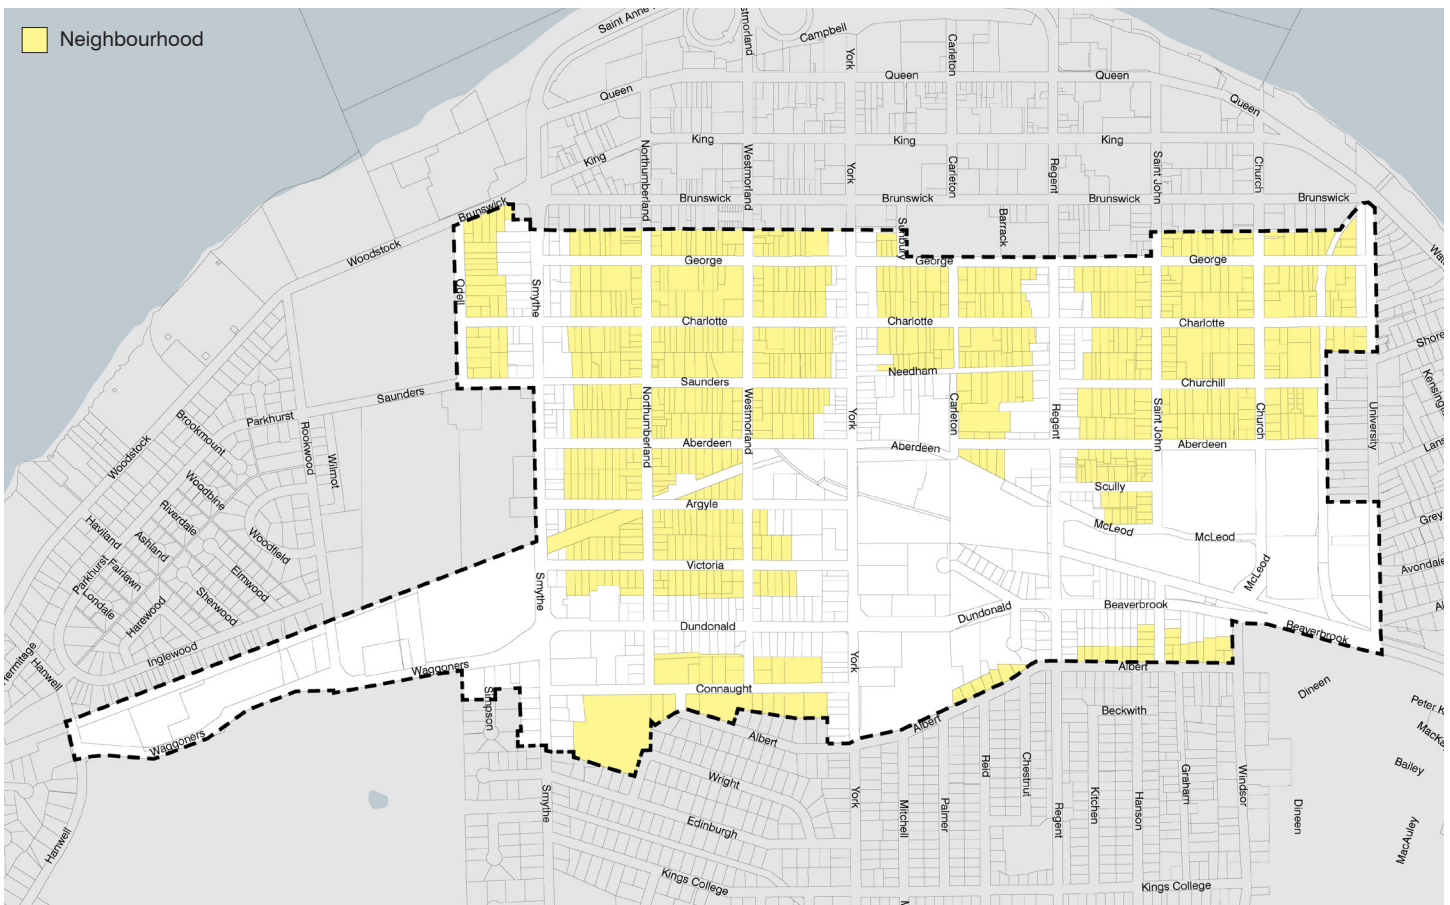 Neighbourhood
Saint Anne
Westmorland
Campbell
York
Carleton
Queen
Queen
Queen
Queen
King
King
King
King
Northumberland
Westmorland
York
Carleton
Regent
Saint John
Church
Brunswick
Brunswick
Brunswick
Brunswick
Brunswick
Sunbury
Barrack
Woodstock
George
George
George
Odell
Smythe
Charlotte
Charlotte
Charlotte
Needham
Saunders
Saunders
Churchill
Shore
Kensing
Parkhurst
Brookmount
Rookwood
Wilmot
Northumberland
Westmorland
York
Carleton
Regent
Saint John
Church
University
Aberdeen
Aberdeen
Aberdeen
Woodstock
Woodbine
Riverdale
Scully
Argyle
Grey
Haviland
Ashland
Woodfield
McLeod
McLeod
McLeod
Parkhurst
Fairlawn
Elmwood
Victoria
Avondale
Londale
Harewood
Sherwood
Smythe
Dundonald
Dundonald
Beaverbrook
Beaverbrook
Hermitage
Hanwell
Inglewood
Waggoners
York
Albert
Connaught
Simpson
Dineen
Peter K
Waggoners
Albert
Albert
Beckwith
MacKa
Bailey
Wright
Reid
Chestnut
Graham
Windsor
Smythe
York
Mitchell
Palmer
Regent
Kitchen
Hanson
Dineen
Edinburgh
Hanwell
MacAuley
Kings College
Kings College